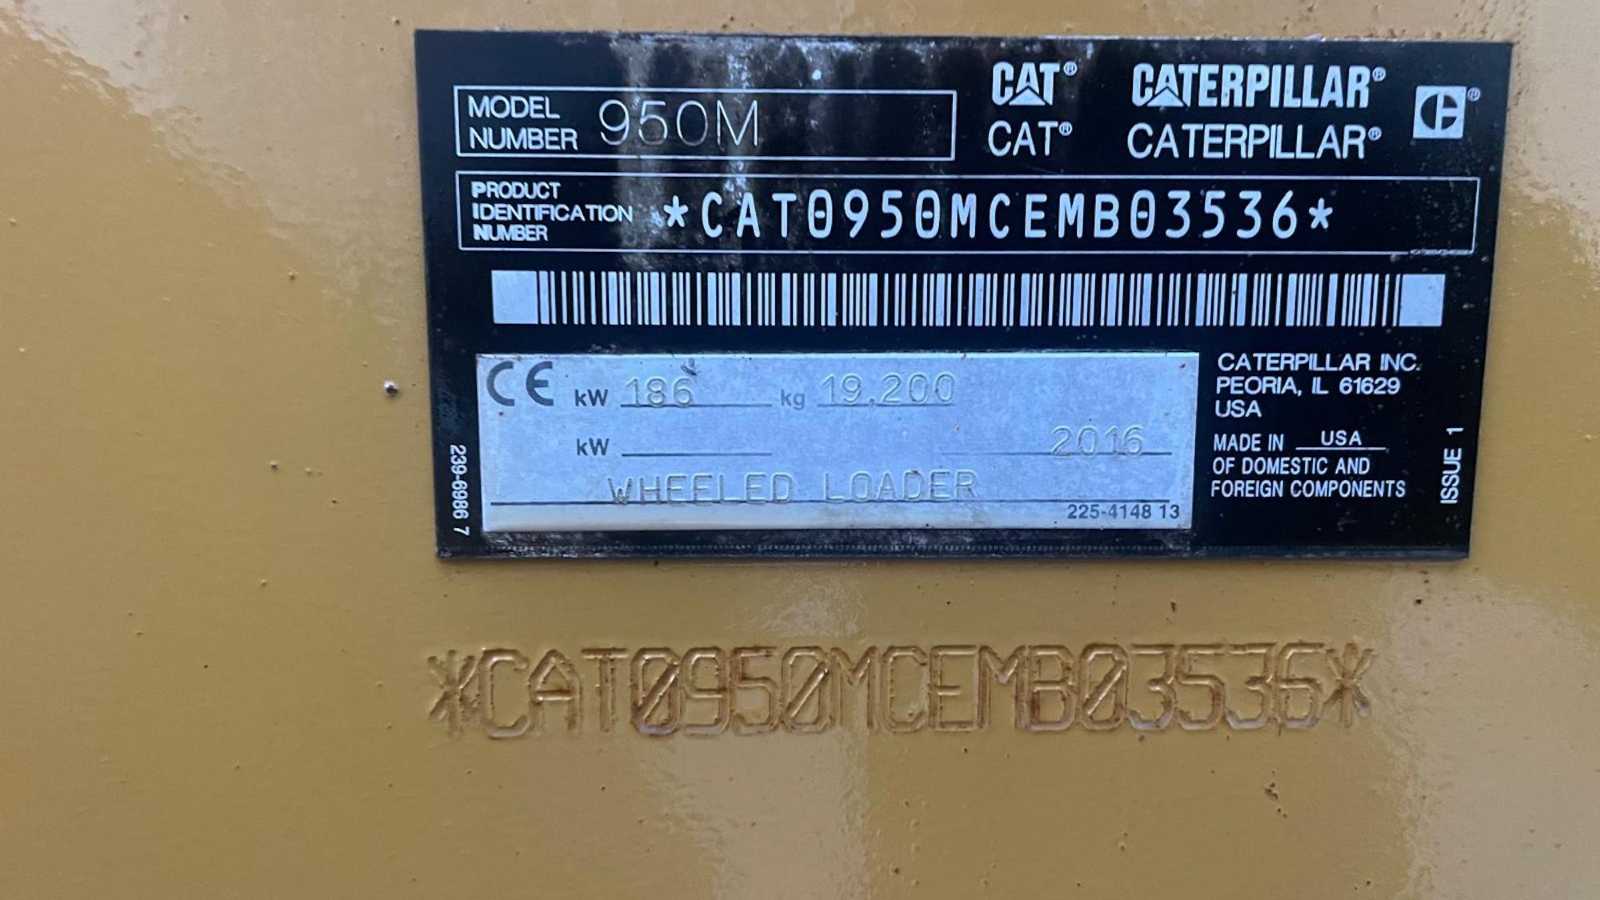 MODEL NUMBER 950M
CAT® CATERPILLAR®
CAT® CATERPILLAR®
PRODUCT IDENTIFICATION NUMBER *CAT0950MCEMB03536*
CE kW 186 kg 19,200
kW 2016
WHEELED LOADER
225-4148 13
239-6986 7
CATERPILLAR INC.
PEORIA, IL 61629
USA
MADE IN USA
OF DOMESTIC AND
FOREIGN COMPONENTS
ISSUE 1
*CAT0950MCEMB03536*